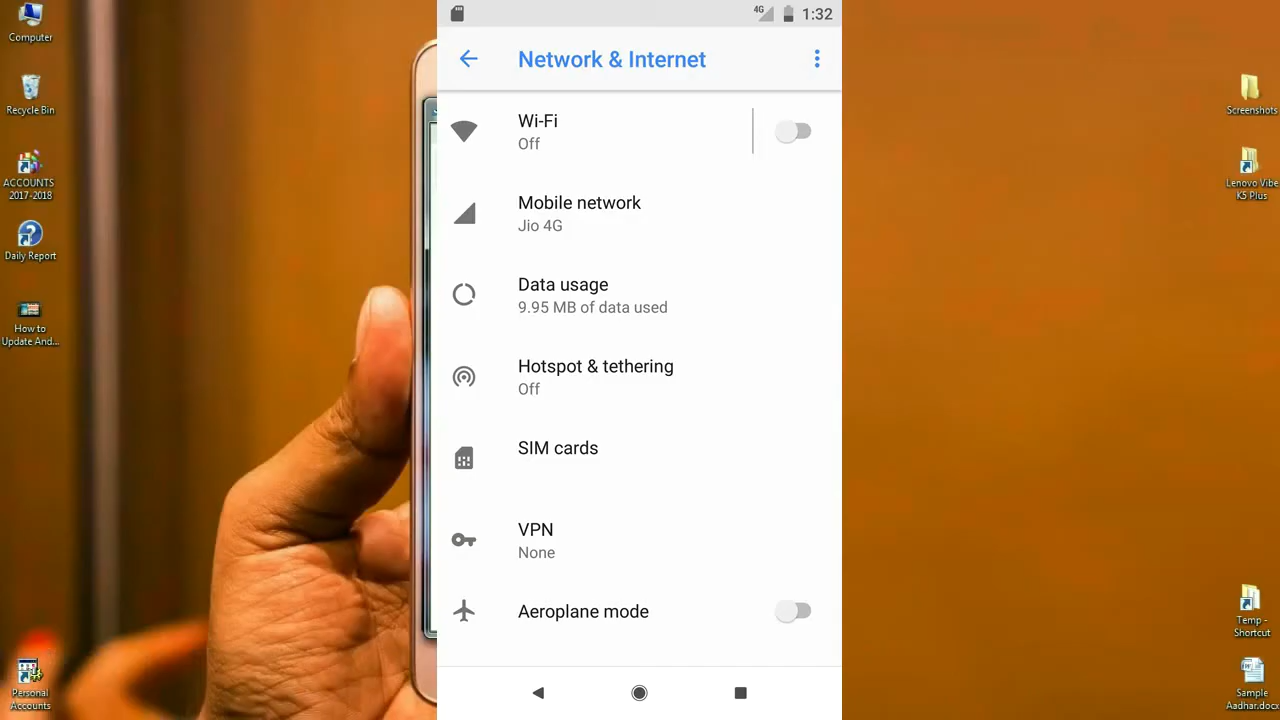 Computer
Recycle Bin
ACCOUNTS
2017-2018
Daily Report
How to
Update And...
Personal
Accounts
4G
1:32
Network & Internet
Wi-Fi
Off
Mobile network
Jio 4G
Data usage
9.95 MB of data used
Hotspot & tethering
Off
SIM cards
VPN
None
Aeroplane mode
Screenshots
Lenovo Vibe
K5 Plus
Temp -
Shortcut
Sample
Aadhar.docx